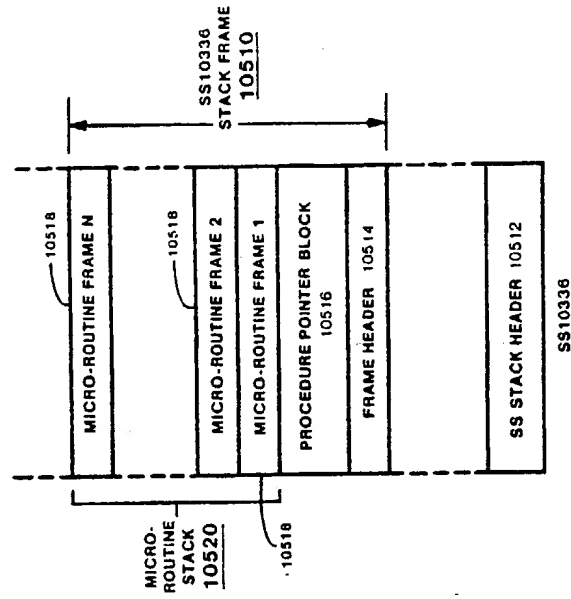 SS10336
STACK FRAME
10510
10518
MICRO-ROUTINE FRAME N
10518
MICRO-ROUTINE FRAME 2
MICRO-ROUTINE FRAME 1
PROCEDURE POINTER BLOCK
10516
FRAME HEADER 10514
SS STACK HEADER 10512
MICRO-
ROUTINE
STACK
10520
10518
SS10336